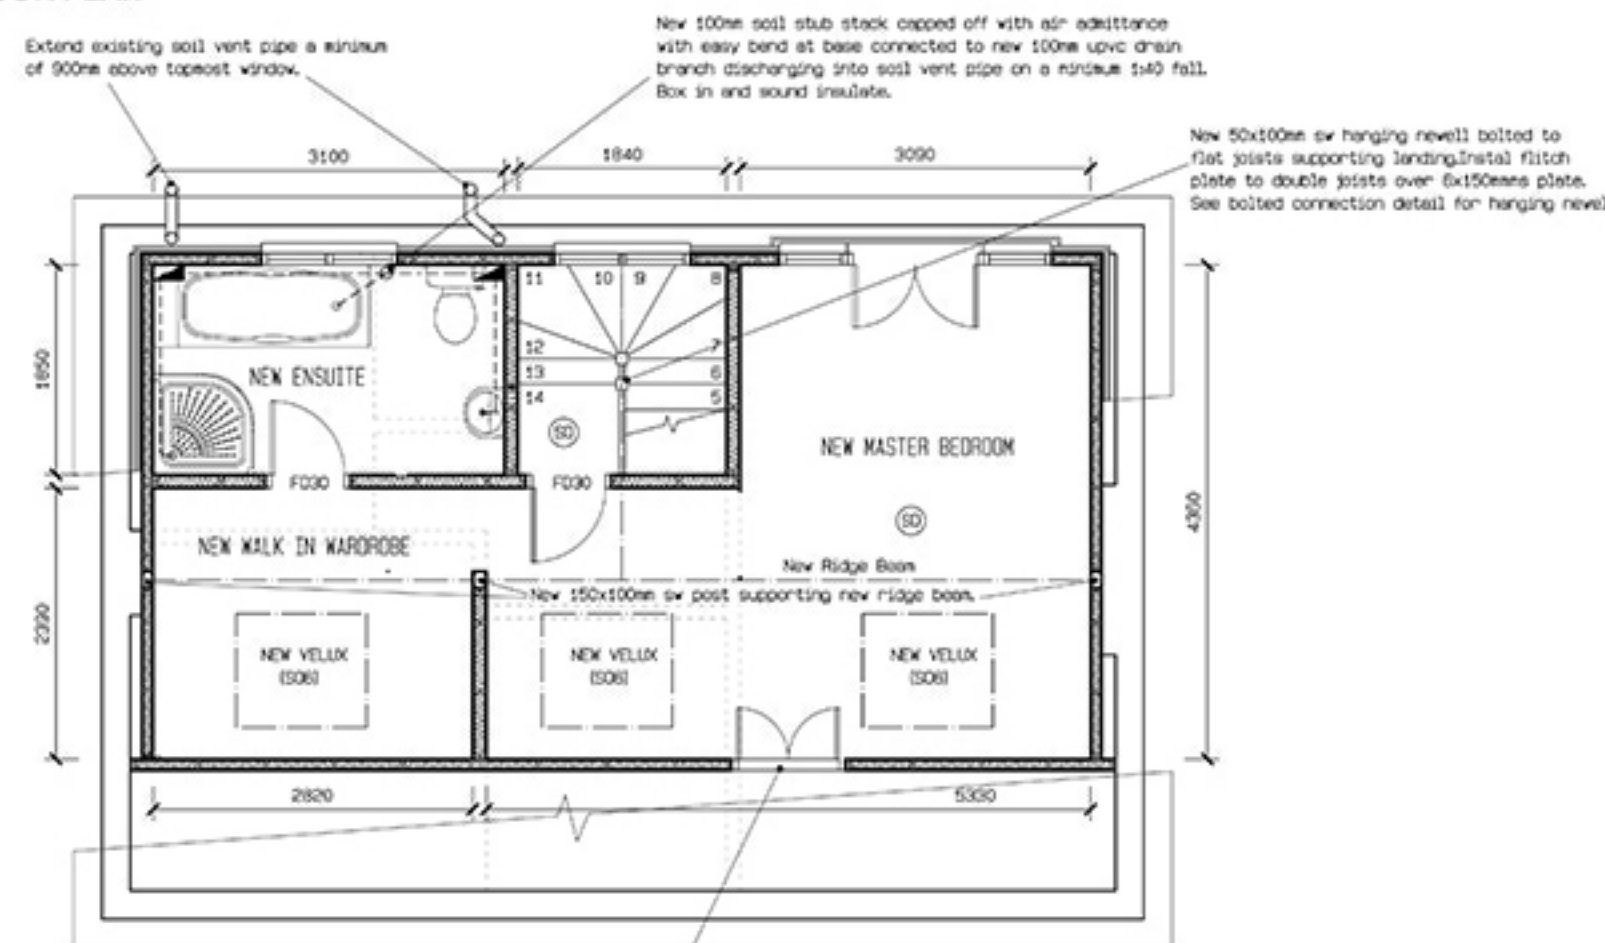 Extend existing soil vent pipe a minimum
of 900mm above topmost window.
New 100mm soil stub stack capped off with air admittance
with easy bend at base connected to new 100mm upvc drain
branch discharging into soil vent pipe on a minimum 1:40 fall.
Box in and sound insulate.
New 50x100mm sw hanging newell bolted to
flat joists supporting landing.Instal flitch
plate to double joists over 6x150mms plate.
See bolted connection detail for hanging newel
3100
1840
3090
11
10
9
8
12
7
13
6
14
5
1850
NEW ENSUITE
SD
NEW MASTER BEDROOM
FD30
FD30
SD
4300
NEW WALK IN WARDROBE
New Ridge Beam
New 150x100mm sw post supporting new ridge beam.
2390
NEW VELUX
(S06)
NEW VELUX
(S06)
NEW VELUX
(S06)
2820
5330